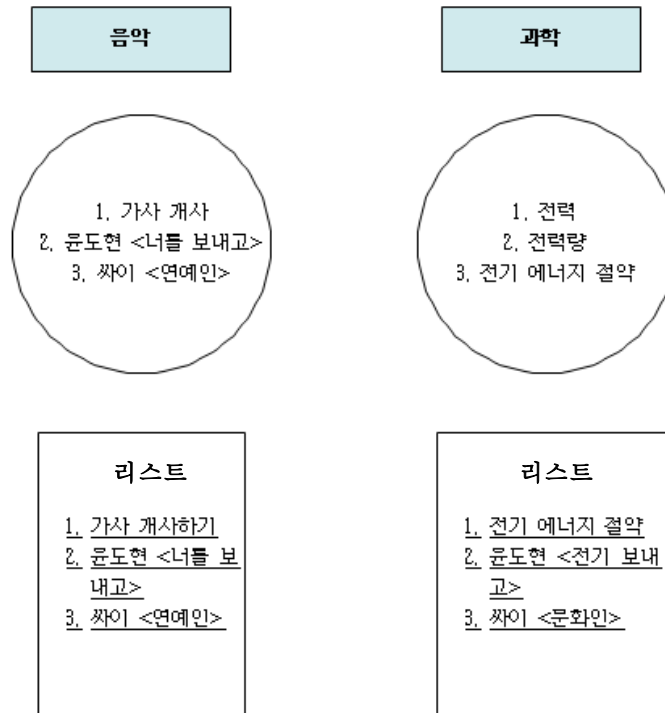 음악
과학
1. 가사 개사
2. 윤도현 <너를 보내고>
3. 싸이 <연예인>
1. 전력
2. 전력량
3. 전기 에너지 절약
리스트
1. 가사 개사하기
2. 윤도현 <너를 보
내고>
3. 싸이 <연예인>
리스트
1. 전기 에너지 절약
2. 윤도현 <전기 보내
고>
3. 싸이 <문화인>